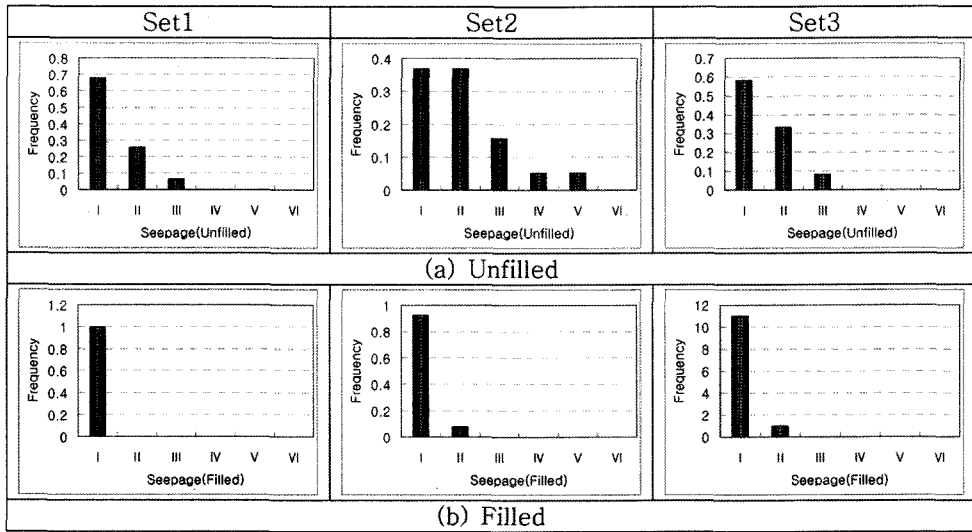 Set1 Set2 Set3
0.8
0.7
0.6
0.5
0.4
0.3
0.2
0.1
0
Frequency
I II III IV V VI
Seepage(Unfilled)
0.4
0.3
0.2
0.1
0
Frequency
I II III IV V VI
Seepage(Unfilled)
0.7
0.6
0.5
0.4
0.3
0.2
0.1
0
Frequency
I II III IV V VI
Seepage(Unfilled)
(a) Unfilled
1.2
1
0.8
0.6
0.4
0.2
0
Frequency
I II III IV V VI
Seepage(Filled)
1
0.8
0.6
0.4
0.2
0
Frequency
I II III IV V VI
Seepage(Filled)
12
10
8
6
4
2
0
Frequency
I II III IV V VI
Seepage(Filled)
(b) Filled